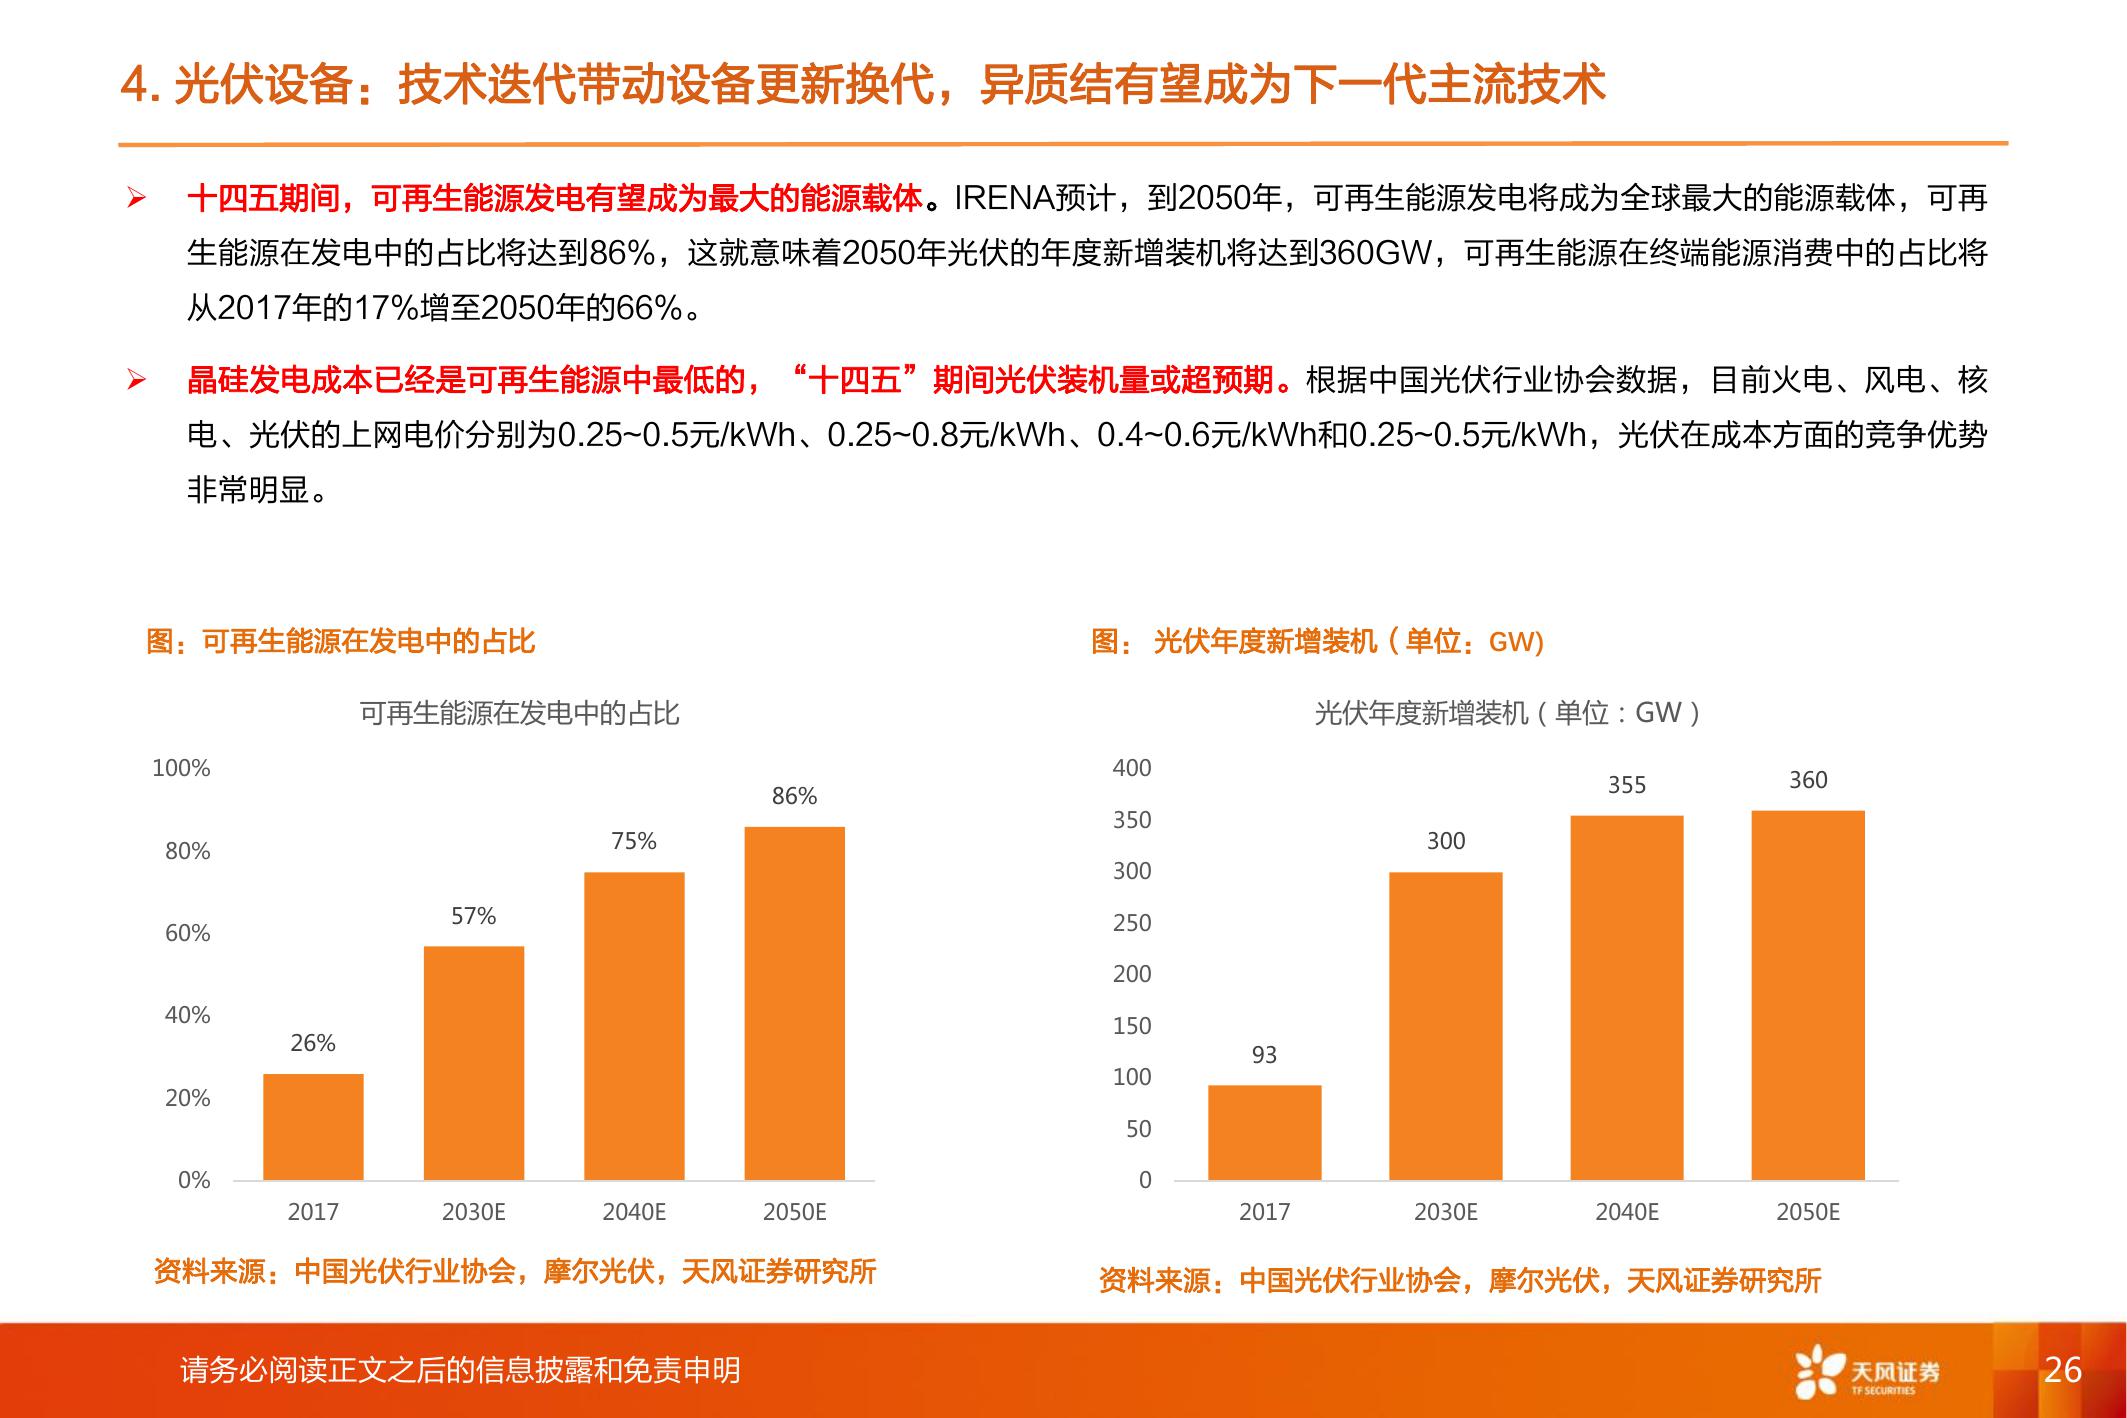 4. 光伏设备：技术迭代带动设备更新换代，异质结有望成为下一代主流技术
➢ 十四五期间，可再生能源发电有望成为最大的能源载体。IRENA预计，到2050年，可再生能源发电将成为全球最大的能源载体，可再
生能源在发电中的占比将达到86%，这就意味着2050年光伏的年度新增装机将达到360GW，可再生能源在终端能源消费中的占比将
从2017年的17%增至2050年的66%。
➢ 晶硅发电成本已经是可再生能源中最低的，“十四五”期间光伏装机量或超预期。根据中国光伏行业协会数据，目前火电、风电、核
电、光伏的上网电价分别为0.25~0.5元/kWh、0.25~0.8元/kWh、0.4~0.6元/kWh和0.25~0.5元/kWh，光伏在成本方面的竞争优势
非常明显。
图：可再生能源在发电中的占比
可再生能源在发电中的占比
100%
80%
60%
40%
20%
0%
26%
57%
75%
86%
2017
2030E
2040E
2050E
资料来源：中国光伏行业协会，摩尔光伏，天风证券研究所
图： 光伏年度新增装机（单位：GW)
光伏年度新增装机（单位：GW）
400
350
300
250
200
150
100
50
0
93
300
355
360
2017
2030E
2040E
2050E
资料来源：中国光伏行业协会，摩尔光伏，天风证券研究所
请务必阅读正文之后的信息披露和免责申明
天风证券
TF SECURITIES
26